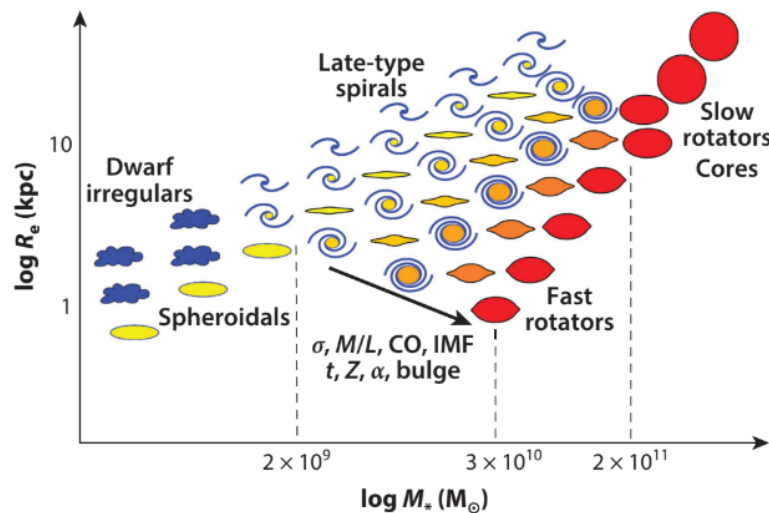 Late-type
spirals
Slow
rotators
Cores
Dwarf
irregulars
Spheroidals
Fast
rotators
σ, M/L, CO, IMF
t, Z, α, bulge
log Rₑ (kpc)
10
1
2 × 10⁹
3 × 10¹⁰
2 × 10¹¹
log M* (M☉)